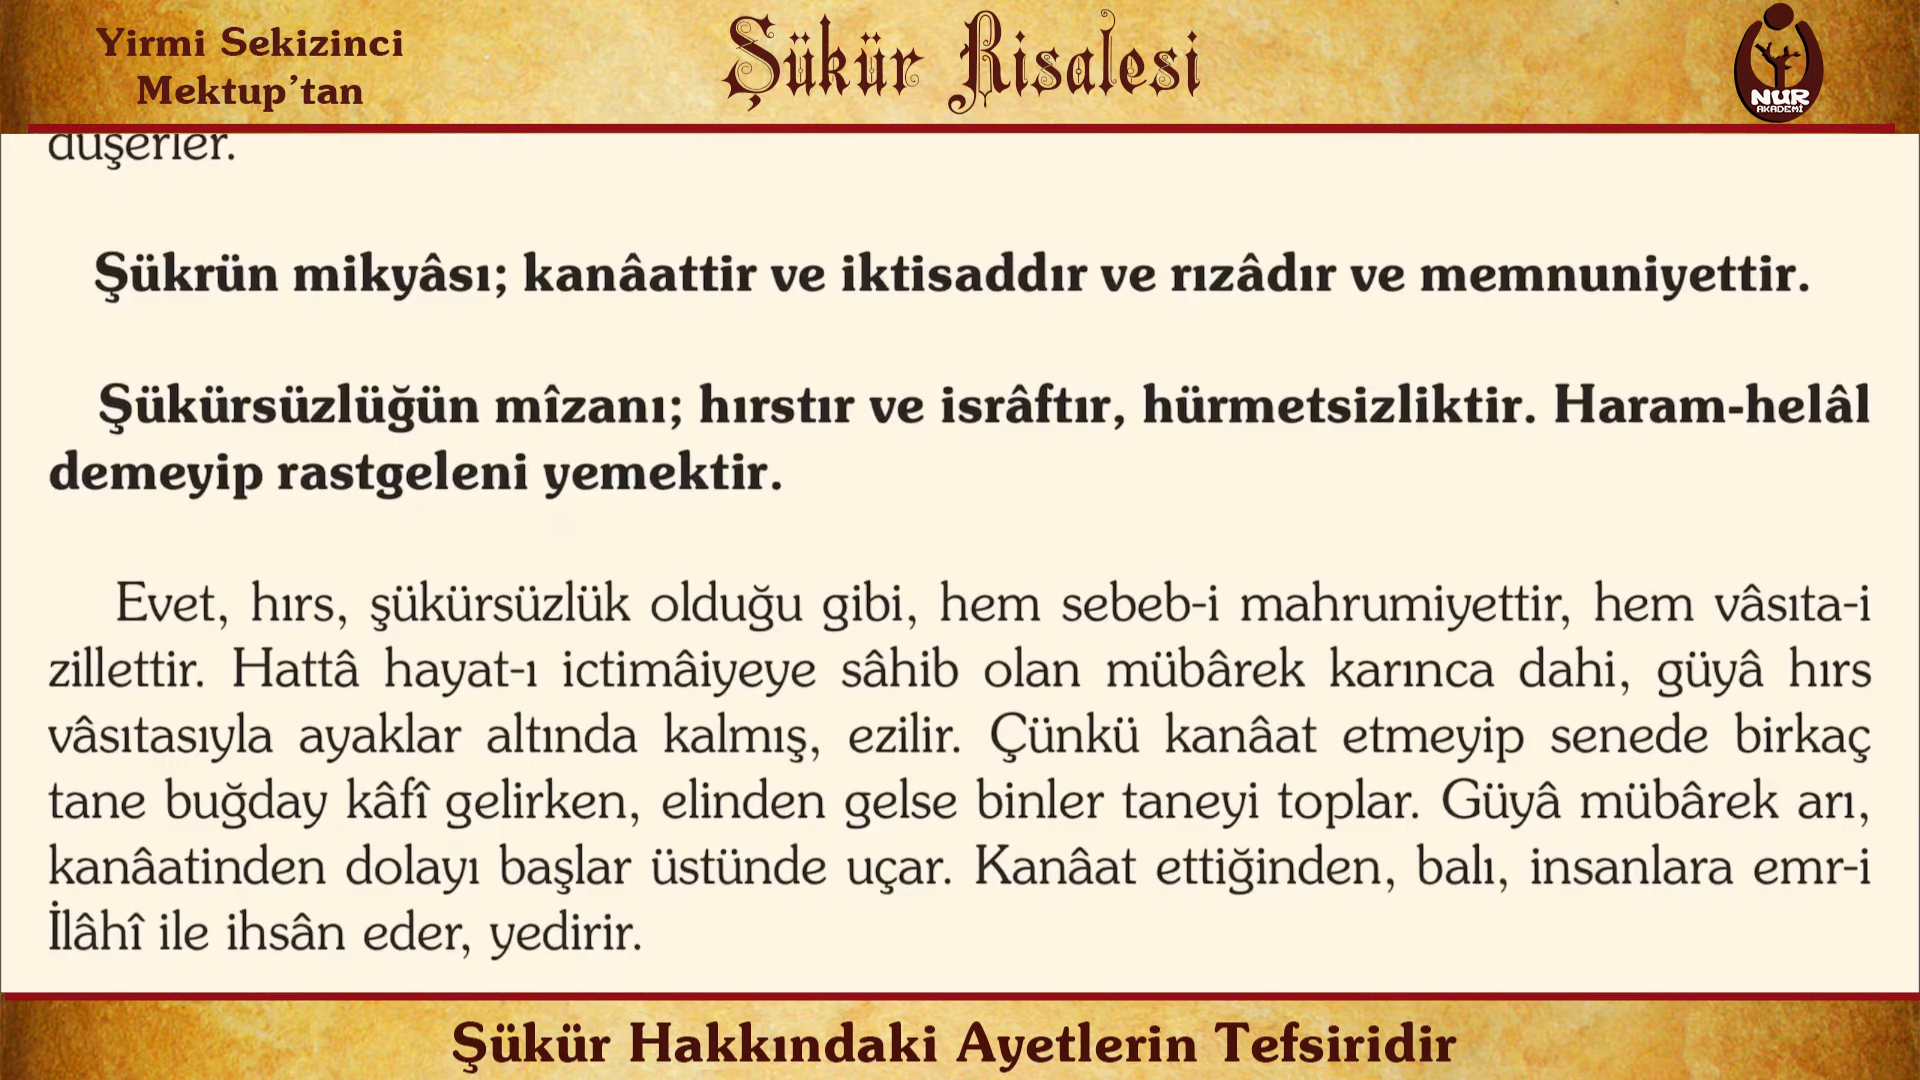 Yirmi Sekizinci
Mektup’tan
Şükür Risalesi
NUR
AKADEMİ
düşerler.
Şükrün mikyâsı; kanâattir ve iktisaddır ve rızâdır ve memnuniyettir.
Şükürsüzlüğün mîzanı; hırstır ve isrâftır, hürmetsizliktir. Haram-helâl
demeyip rastgeleni yemektir.
Evet, hırs, şükürsüzlük olduğu gibi, hem sebeb-i mahrumiyettir, hem vâsıta-i
zillettir. Hattâ hayat-ı ictimâiyeye sâhib olan mübârek karınca dahi, güyâ hırs
vâsıtasıyla ayaklar altında kalmış, ezilir. Çünkü kanâat etmeyip senede birkaç
tane buğday kâfî gelirken, elinden gelse binler taneyi toplar. Güyâ mübârek arı,
kanâatinden dolayı başlar üstünde uçar. Kanâat ettiğinden, balı, insanlara emr-i
İlâhî ile ihsân eder, yedirir.
Şükür Hakkındaki Ayetlerin Tefsiridir